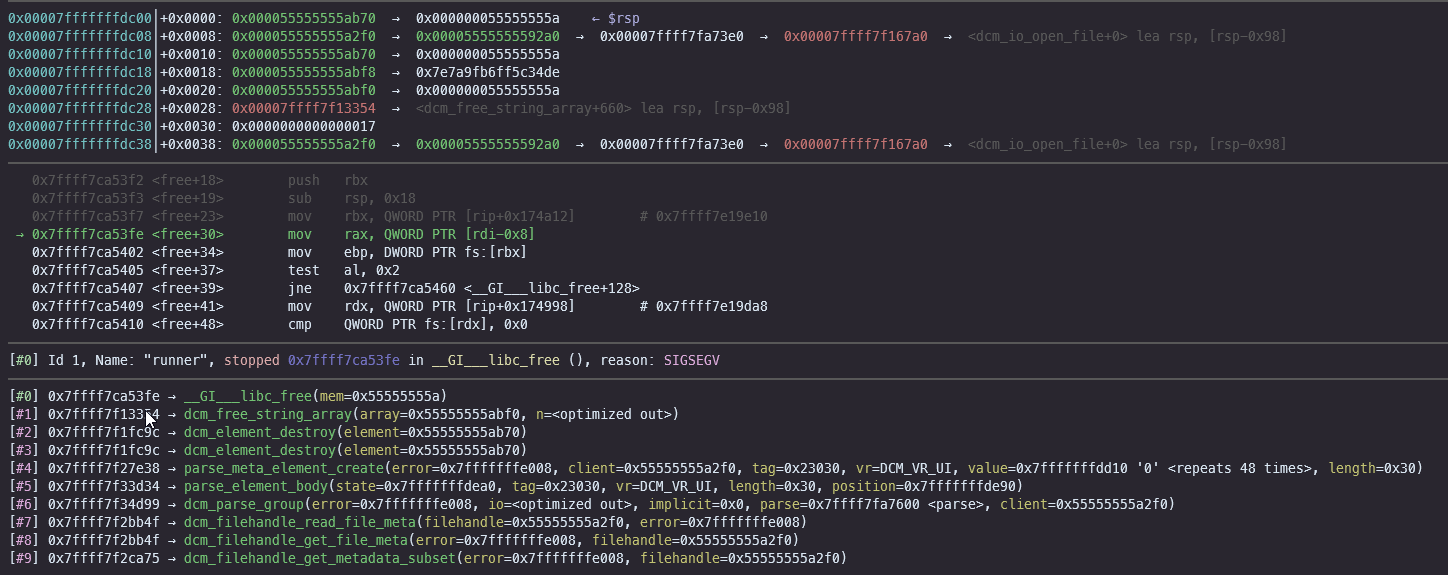 0x00007fffffffdc00│+0x0000: 0x000055555555ab70  →  0x000000055555555a    ← $rsp
0x00007fffffffdc08│+0x0008: 0x000055555555a2f0  →  0x00005555555592a0  →  0x00007ffff7fa73e0  →  0x00007ffff7f167a0  →  <dcm_io_open_file+0> lea rsp, [rsp-0x98]
0x00007fffffffdc10│+0x0010: 0x000055555555ab70  →  0x000000055555555a
0x00007fffffffdc18│+0x0018: 0x000055555555abf8  →  0x7e7a9fb6ff5c34de
0x00007fffffffdc20│+0x0020: 0x000055555555abf0  →  0x000000055555555a
0x00007fffffffdc28│+0x0028: 0x00007ffff7f13354  →  <dcm_free_string_array+660> lea rsp, [rsp-0x98]
0x00007fffffffdc30│+0x0030: 0x0000000000000017
0x00007fffffffdc38│+0x0038: 0x000055555555a2f0  →  0x00005555555592a0  →  0x00007ffff7fa73e0  →  0x00007ffff7f167a0  →  <dcm_io_open_file+0> lea rsp, [rsp-0x98]
0x7ffff7ca53f2 <free+18>        push   rbx
0x7ffff7ca53f3 <free+19>        sub    rsp, 0x18
0x7ffff7ca53f7 <free+23>        mov    rbx, QWORD PTR [rip+0x174a12]        # 0x7ffff7e19e10
→ 0x7ffff7ca53fe <free+30>        mov    rax, QWORD PTR [rdi-0x8]
0x7ffff7ca5402 <free+34>        mov    ebp, DWORD PTR fs:[rbx]
0x7ffff7ca5405 <free+37>        test   al, 0x2
0x7ffff7ca5407 <free+39>        jne    0x7ffff7ca5460 <__GI___libc_free+128>
0x7ffff7ca5409 <free+41>        mov    rdx, QWORD PTR [rip+0x174998]        # 0x7ffff7e19da8
0x7ffff7ca5410 <free+48>        cmp    QWORD PTR fs:[rdx], 0x0
[#0] Id 1, Name: "runner", stopped 0x7ffff7ca53fe in __GI___libc_free (), reason: SIGSEGV
[#0] 0x7ffff7ca53fe → __GI___libc_free(mem=0x55555555a)
[#1] 0x7ffff7f13354 → dcm_free_string_array(array=0x55555555abf0, n=<optimized out>)
[#2] 0x7ffff7f1fc9c → dcm_element_destroy(element=0x55555555ab70)
[#3] 0x7ffff7f1fc9c → dcm_element_destroy(element=0x55555555ab70)
[#4] 0x7ffff7f27e38 → parse_meta_element_create(error=0x7fffffffe008, client=0x55555555a2f0, tag=0x23030, vr=DCM_VR_UI, value=0x7fffffffdd10 '0' <repeats 48 times>, length=0x30)
[#5] 0x7ffff7f33d34 → parse_element_body(state=0x7fffffffdea0, tag=0x23030, vr=DCM_VR_UI, length=0x30, position=0x7fffffffde90)
[#6] 0x7ffff7f34d99 → dcm_parse_group(error=0x7fffffffe008, io=<optimized out>, implicit=0x0, parse=0x7ffff7fa7600 <parse>, client=0x55555555a2f0)
[#7] 0x7ffff7f2bb4f → dcm_filehandle_read_file_meta(filehandle=0x55555555a2f0, error=0x7fffffffe008)
[#8] 0x7ffff7f2bb4f → dcm_filehandle_get_file_meta(error=0x7fffffffe008, filehandle=0x55555555a2f0)
[#9] 0x7ffff7f2ca75 → dcm_filehandle_get_metadata_subset(error=0x7fffffffe008, filehandle=0x55555555a2f0)